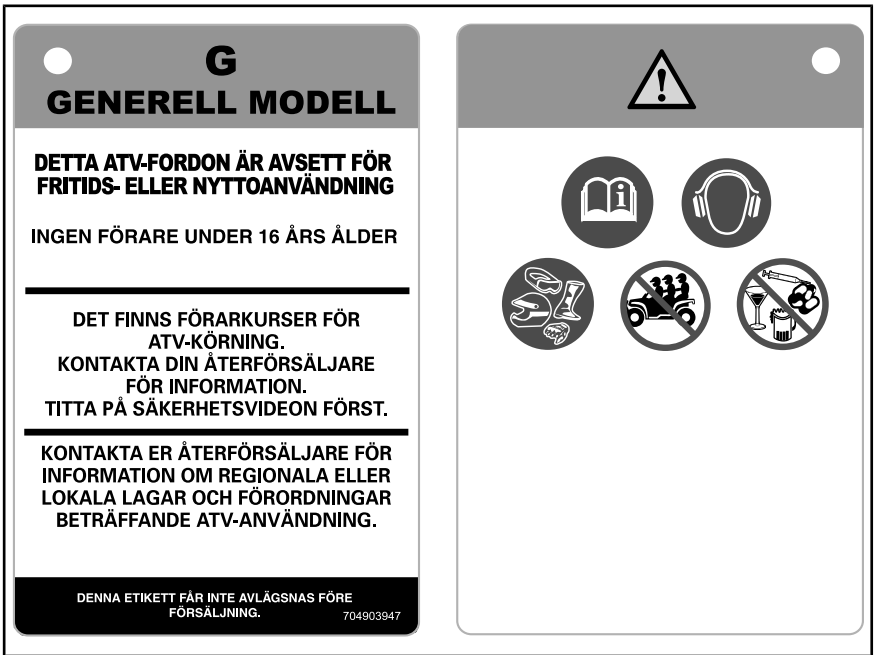 G
GENERELL MODELL
DETTA ATV-FORDON ÄR AVSETT FÖR
FRITIDS- ELLER NYTTOANVÄNDNING
INGEN FÖRARE UNDER 16 ÅRS ÅLDER
DET FINNS FÖRARKURSER FÖR
ATV-KÖRNING.
KONTAKTA DIN ÅTERFÖRSÄLJARE
FÖR INFORMATION.
TITTA PÅ SÄKERHETSVIDEON FÖRST.
KONTAKTA ER ÅTERFÖRSÄLJARE FÖR
INFORMATION OM REGIONALA ELLER
LOKALA LAGAR OCH FÖRORDNINGAR
BETRÄFFANDE ATV-ANVÄNDNING.
DENNA ETIKETT FÅR INTE AVLÄGSNAS FÖRE
FÖRSÄLJNING.
704903947